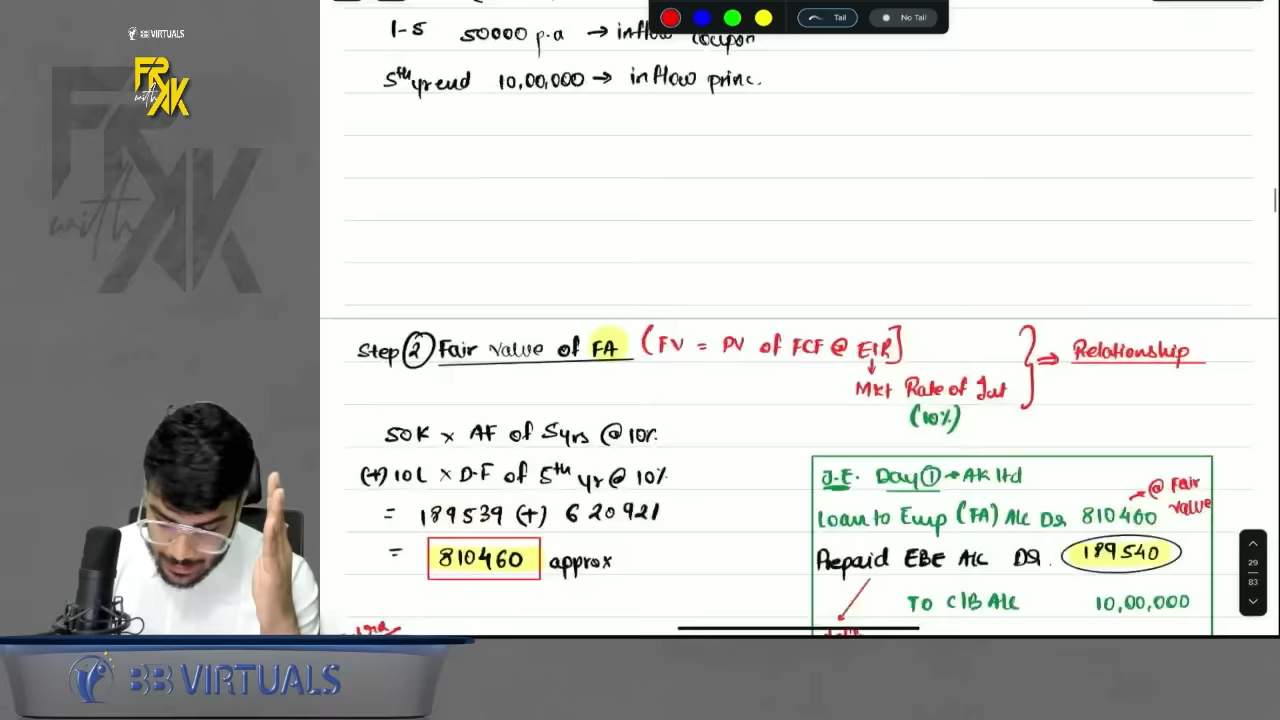 Tail
No Tail
BB VIRTUALS
FR
with
AK
1-5 50000 p.a → inflow coupon
5th yr end 10,00,000 → inflow princ.
Step 2 Fair value of FA (FV = PV of FCF @ EIR] ⇒ Relationship
Mkt Rate of Int
(10%)
50K × AF of 5yrs @ 10%.
(+) 10L × D.F of 5th yr @ 10%
= 189539 (+) 620921
= 810460 approx
J.E. Day 1 → AK ltd
@ Fair value
Loan to Emp (FA) A/c Dr 810460
Prepaid EBE A/c Dr. 189540
To C/B A/c 10,00,000
29
83
BB VIRTUALS